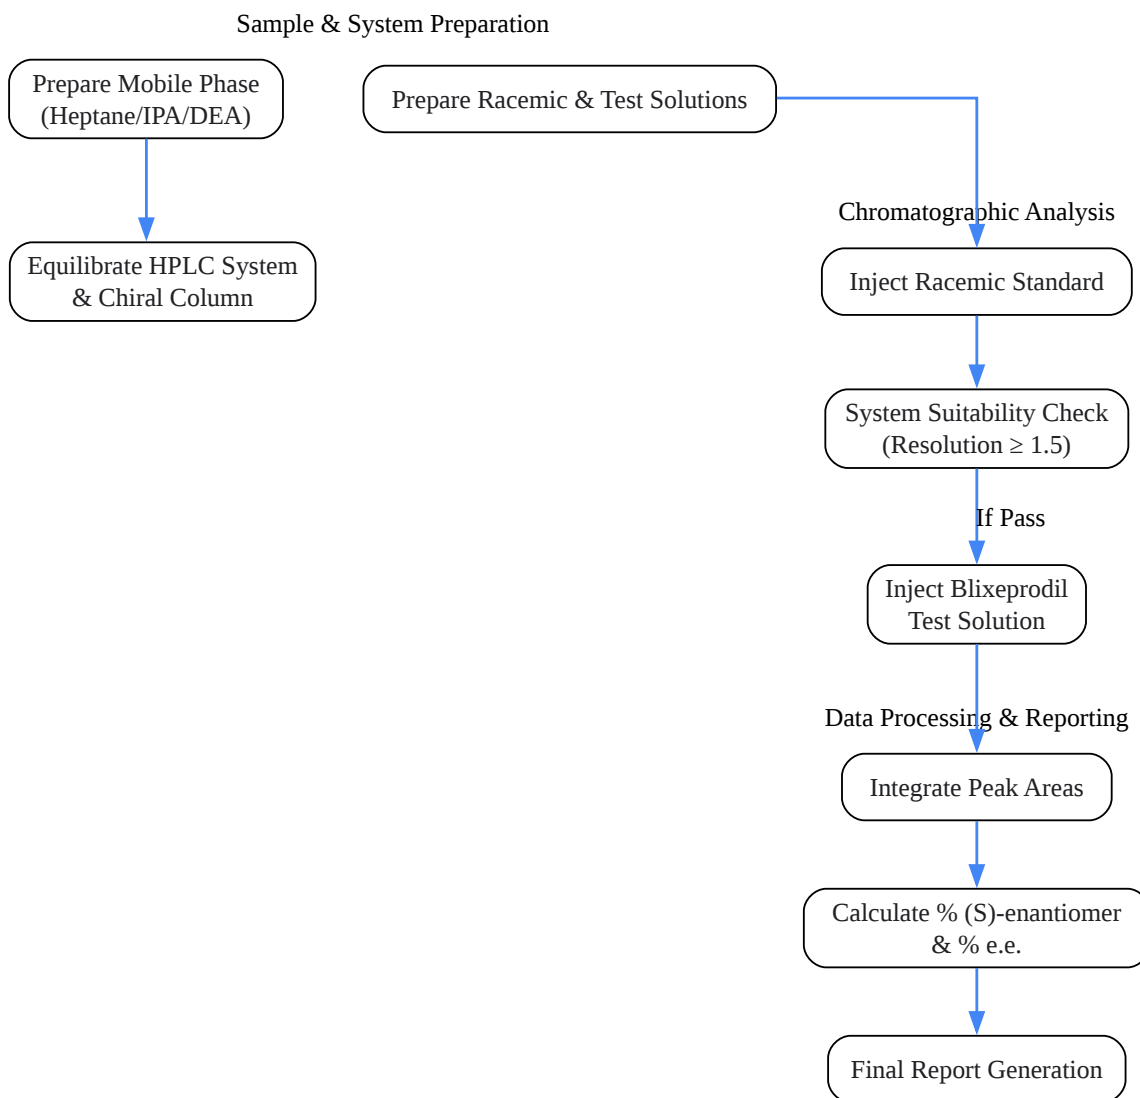 Sample & System Preparation
Prepare Mobile Phase
(Heptane/IPA/DEA)
Prepare Racemic & Test Solutions
Equilibrate HPLC System
& Chiral Column
Chromatographic Analysis
Inject Racemic Standard
System Suitability Check
(Resolution ≥ 1.5)
If Pass
Inject Blixeprodil
Test Solution
Data Processing & Reporting
Integrate Peak Areas
Calculate % (S)-enantiomer
& % e.e.
Final Report Generation